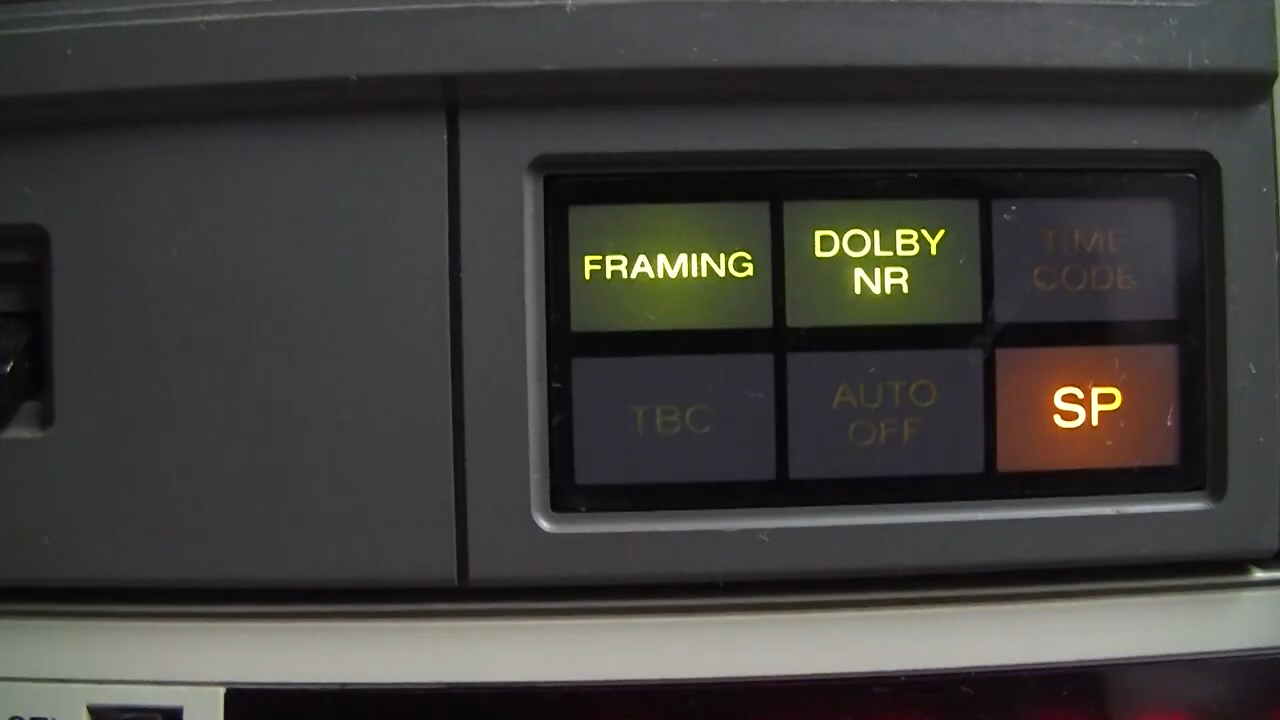 FRAMING
DOLBY
NR
TIME
CODE
TBC
AUTO
OFF
SP